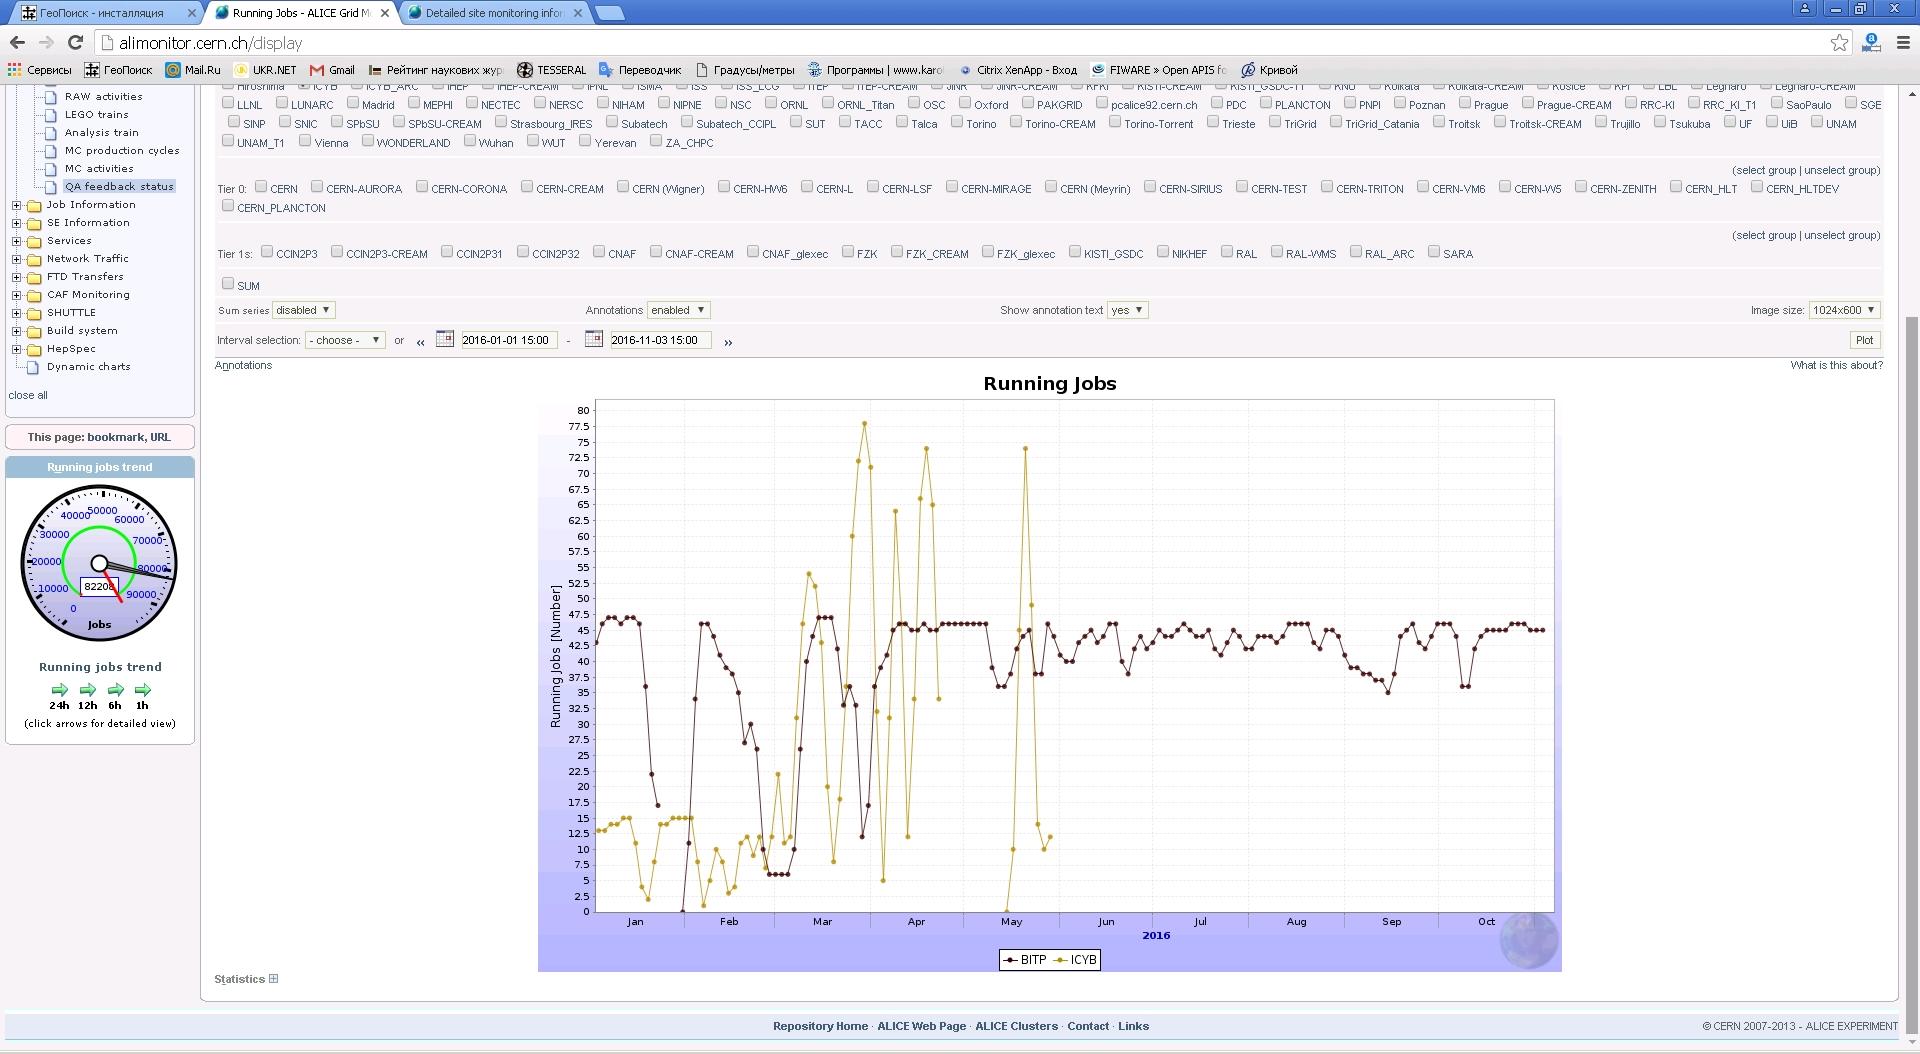 ГеоПоиск - инсталляция
Running Jobs - ALICE Grid Mo
Detailed site monitoring infor
alimonitor.cern.ch/display
Сервисы ГеоПоиск Mail.Ru UKR.NET Gmail Рейтинг наукових жур TESSERAL Переводчик Градусы/метры Программы | www.karo Citrix XenApp - Вход FIWARE » Open APIS fo Кривой
RAW activities
LEGO trains
Analysis train
MC production cycles
MC activities
QA feedback status
Job Information
SE Information
Services
Network Traffic
FTD Transfers
CAF Monitoring
SHUTTLE
Build system
HepSpec
Dynamic charts
close all
This page: bookmark, URL
Running jobs trend
0 10000 20000 30000 40000 50000 60000 70000 80000 90000
Jobs
Running jobs trend
24h 12h 6h 1h
(click arrows for detailed view)
Hiroshima ICYB ICYB_ARC IHEP IHEP-CREAM IPNL ISMA ISS ISS_LCG ITEP ITEP-CREAM JINR JINR-CREAM KFKI KISTI-CREAM KISTI_GSDC-T1 KNU Kolkata Kolkata-CREAM Kosice KPI LBL Legnaro Legnaro-CREAM
LLNL LUNARC Madrid MEPHI NECTEC NERSC NIHAM NIPNE NSC ORNL ORNL_Titan OSC Oxford PAKGRID pcalice92.cern.ch PDC PLANCTON PNPI Poznan Prague Prague-CREAM RRC-KI RRC_KI_T1 SaoPaulo SGE
SINP SNIC SPbSU SPbSU-CREAM Strasbourg_IRES Subatech Subatech_CCIPL SUT TACC Talca Torino Torino-CREAM Torino-Torrent Trieste TriGrid TriGrid_Catania Troitsk Troitsk-CREAM Trujillo Tsukuba UF UiB UNAM
UNAM_T1 Vienna WONDERLAND Wuhan WUT Yerevan ZA_CHPC
(select group | unselect group)
Tier 0: CERN CERN-AURORA CERN-CORONA CERN-CREAM CERN (Wigner) CERN-HW6 CERN-L CERN-LSF CERN-MIRAGE CERN (Meyrin) CERN-SIRIUS CERN-TEST CERN-TRITON CERN-VM6 CERN-W5 CERN-ZENITH CERN_HLT CERN_HLTDEV
CERN_PLANCTON
(select group | unselect group)
Tier 1s: CCIN2P3 CCIN2P3-CREAM CCIN2P31 CCIN2P32 CNAF CNAF-CREAM CNAF_glexec FZK FZK_CREAM FZK_glexec KISTI_GSDC NIKHEF RAL RAL-WMS RAL_ARC SARA
SUM
Sum series disabled Annotations enabled Show annotation text yes Image size: 1024x600
Interval selection: - choose - or « 2016-01-01 15:00 - 2016-11-03 15:00 » Plot
Annotations What is this about?
Running Jobs
Running Jobs [Number]
80
77.5
75
72.5
70
67.5
65
62.5
60
57.5
55
52.5
50
47.5
45
42.5
40
37.5
35
32.5
30
27.5
25
22.5
20
17.5
15
12.5
10
7.5
5
2.5
0
Jan Feb Mar Apr May Jun Jul Aug Sep Oct
2016
BITP ICYB
Statistics
Repository Home · ALICE Web Page · ALICE Clusters · Contact · Links
© CERN 2007-2013 - ALICE EXPERIMENT